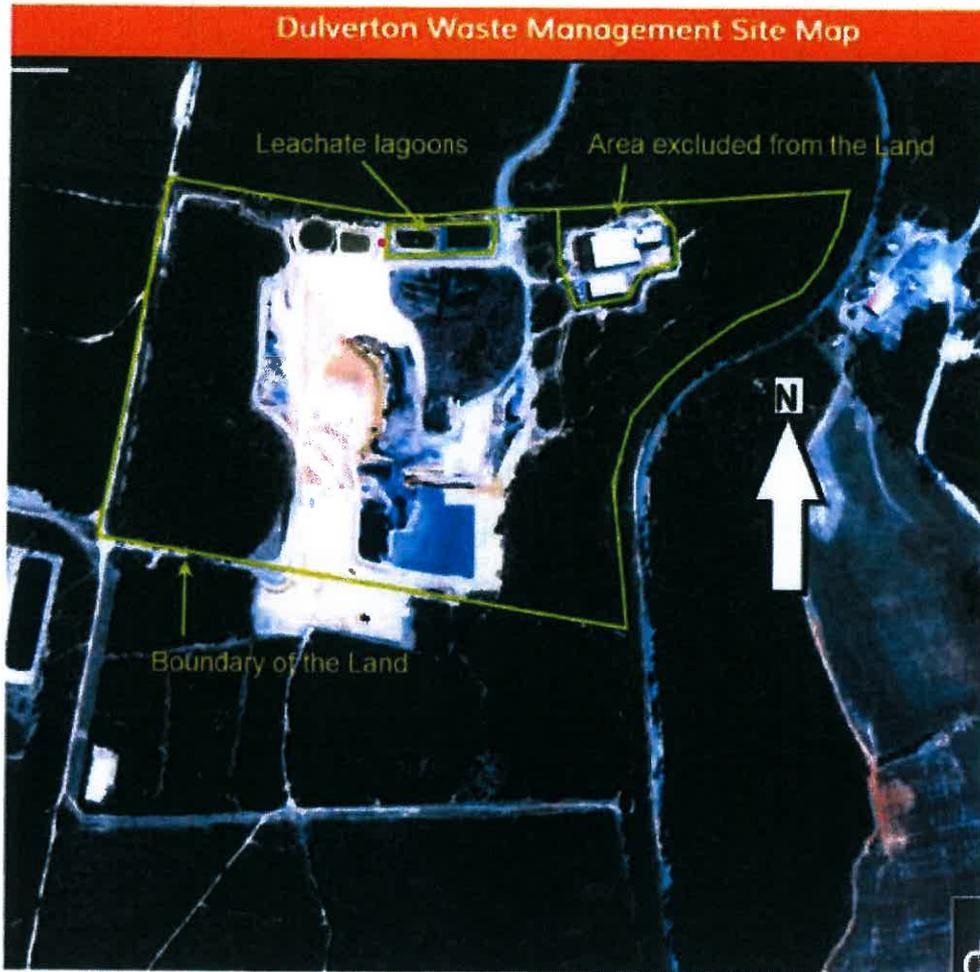 Dulverton Waste Management Site Map
Leachate lagoons
Area excluded from the Land
N
Boundary of the Land